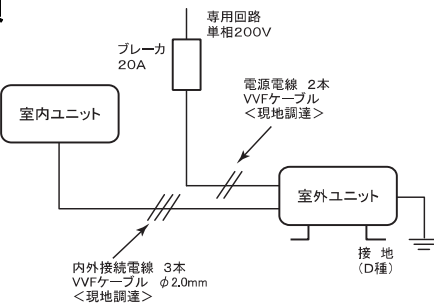 専用回路
単相200V
ブレーカ
20A
電源電線 2本
VVFケーブル
＜現地調達＞
室内ユニット
室外ユニット
接 地
(D種)
内外接続電線 3本
VVFケーブル φ2.0mm
＜現地調達＞